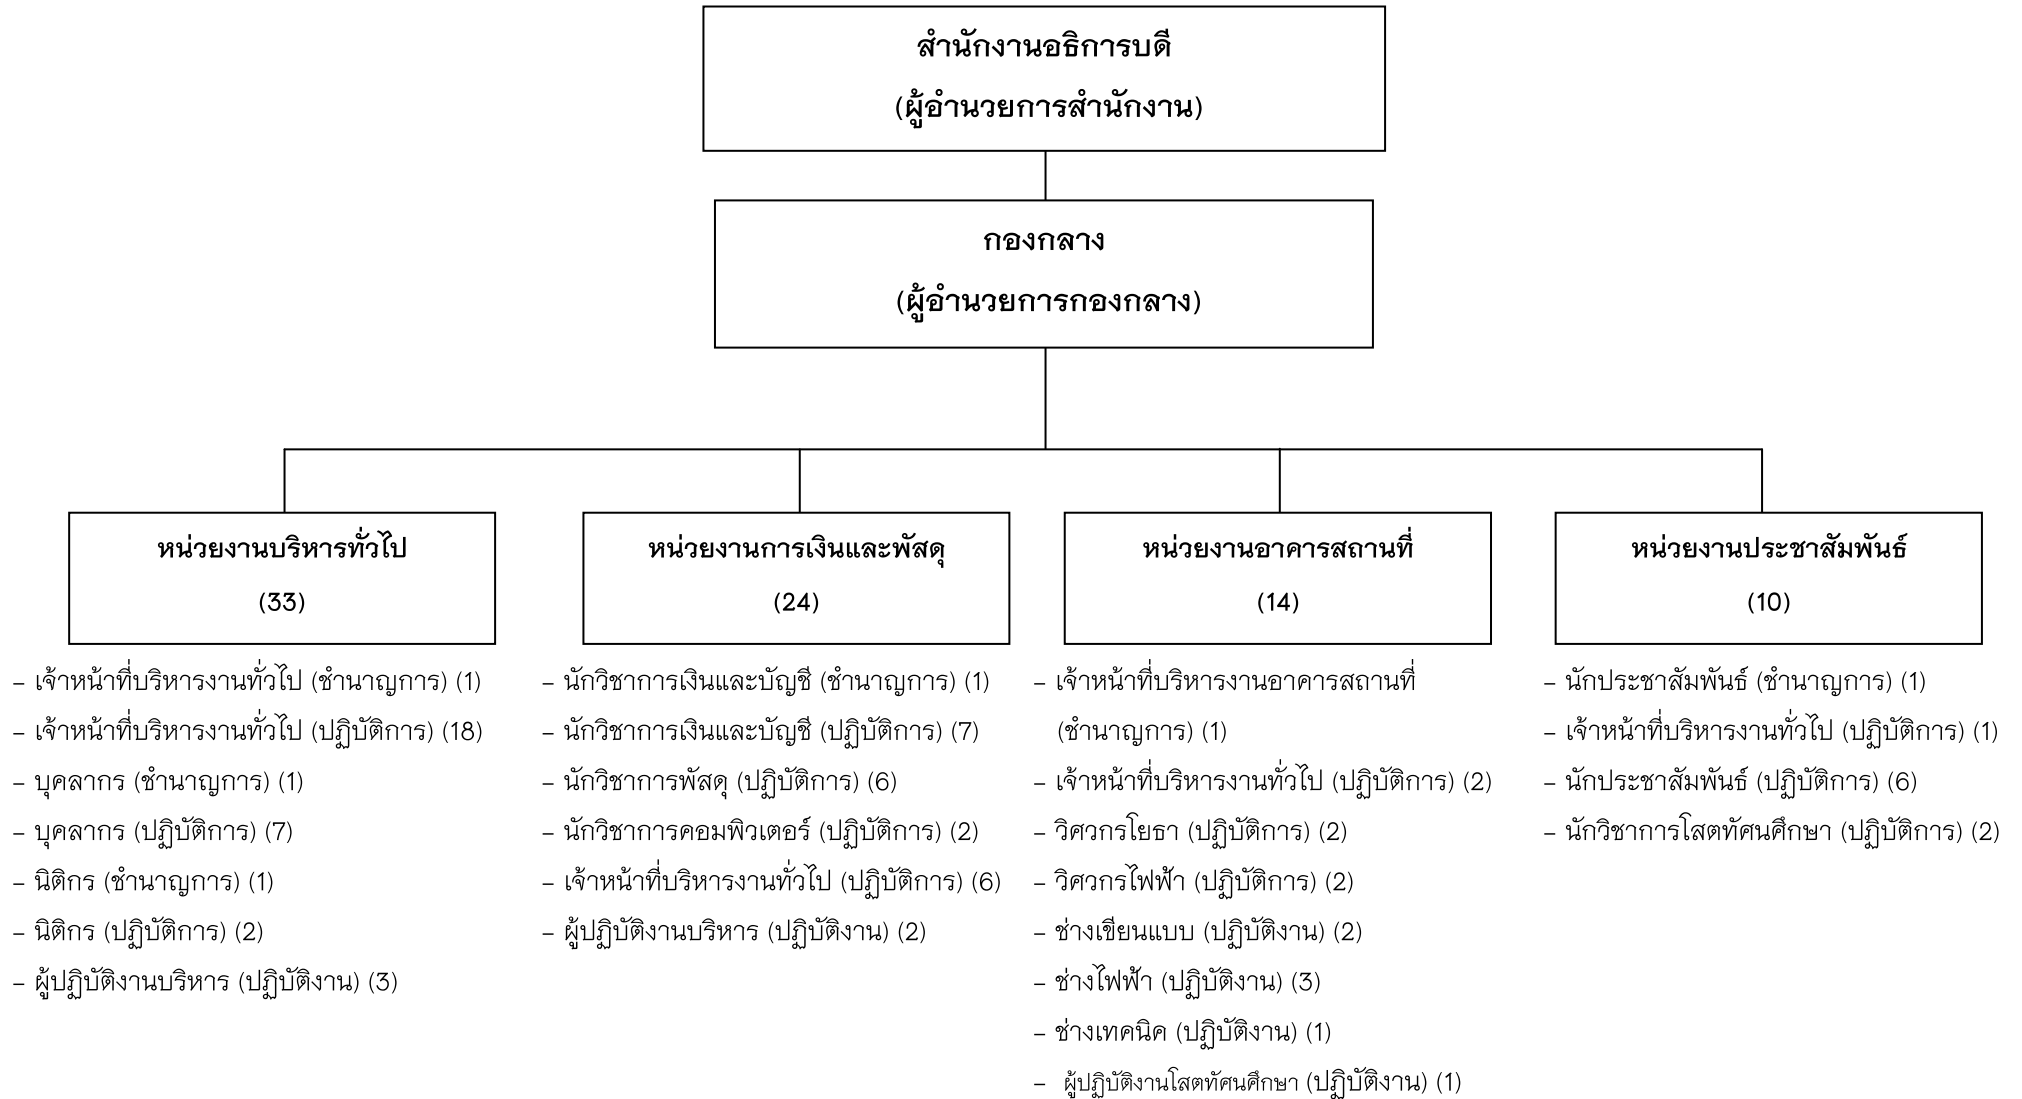 สำนักงานอธิการบดี
(ผู้อำนวยการสำนักงาน)
กองกลาง
(ผู้อำนวยการกองกลาง)
หน่วยงานบริหารทั่วไป
(33)
- เจ้าหน้าที่บริหารงานทั่วไป (ชำนาญการ) (1)
- เจ้าหน้าที่บริหารงานทั่วไป (ปฏิบัติการ) (18)
- บุคลากร (ชำนาญการ) (1)
- บุคลากร (ปฏิบัติการ) (7)
- นิติกร (ชำนาญการ) (1)
- นิติกร (ปฏิบัติการ) (2)
- ผู้ปฏิบัติงานบริหาร (ปฏิบัติงาน) (3)
หน่วยงานการเงินและพัสดุ
(24)
- นักวิชาการเงินและบัญชี (ชำนาญการ) (1)
- นักวิชาการเงินและบัญชี (ปฏิบัติการ) (7)
- นักวิชาการพัสดุ (ปฏิบัติการ) (6)
- นักวิชาการคอมพิวเตอร์ (ปฏิบัติการ) (2)
- เจ้าหน้าที่บริหารงานทั่วไป (ปฏิบัติการ) (6)
- ผู้ปฏิบัติงานบริหาร (ปฏิบัติงาน) (2)
หน่วยงานอาคารสถานที่
(14)
- เจ้าหน้าที่บริหารงานอาคารสถานที่
(ชำนาญการ) (1)
- เจ้าหน้าที่บริหารงานทั่วไป (ปฏิบัติการ) (2)
- วิศวกรโยธา (ปฏิบัติการ) (2)
- วิศวกรไฟฟ้า (ปฏิบัติการ) (2)
- ช่างเขียนแบบ (ปฏิบัติงาน) (2)
- ช่างไฟฟ้า (ปฏิบัติงาน) (3)
- ช่างเทคนิค (ปฏิบัติงาน) (1)
- ผู้ปฏิบัติงานโสตทัศนศึกษา (ปฏิบัติงาน) (1)
หน่วยงานประชาสัมพันธ์
(10)
- นักประชาสัมพันธ์ (ชำนาญการ) (1)
- เจ้าหน้าที่บริหารงานทั่วไป (ปฏิบัติการ) (1)
- นักประชาสัมพันธ์ (ปฏิบัติการ) (6)
- นักวิชาการโสตทัศนศึกษา (ปฏิบัติการ) (2)